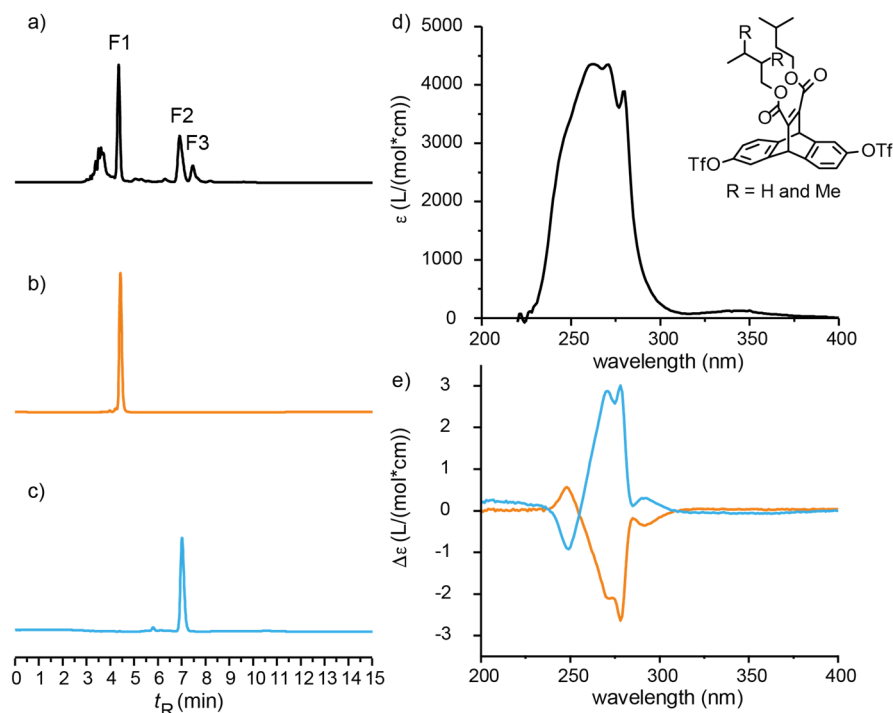 a)
F1
F2
F3
b)
c)
0 1 2 3 4 5 6 7 8 9 10 11 12 13 14 15
tR (min)
d)
5000
4000
3000
2000
1000
0
ε (L/(mol*cm))
200 250 300 350 400
wavelength (nm)
R
R
O
O
O
O
TfO
OTf
R = H and Me
e)
3
2
1
0
-1
-2
-3
Δε (L/(mol*cm))
200 250 300 350 400
wavelength (nm)